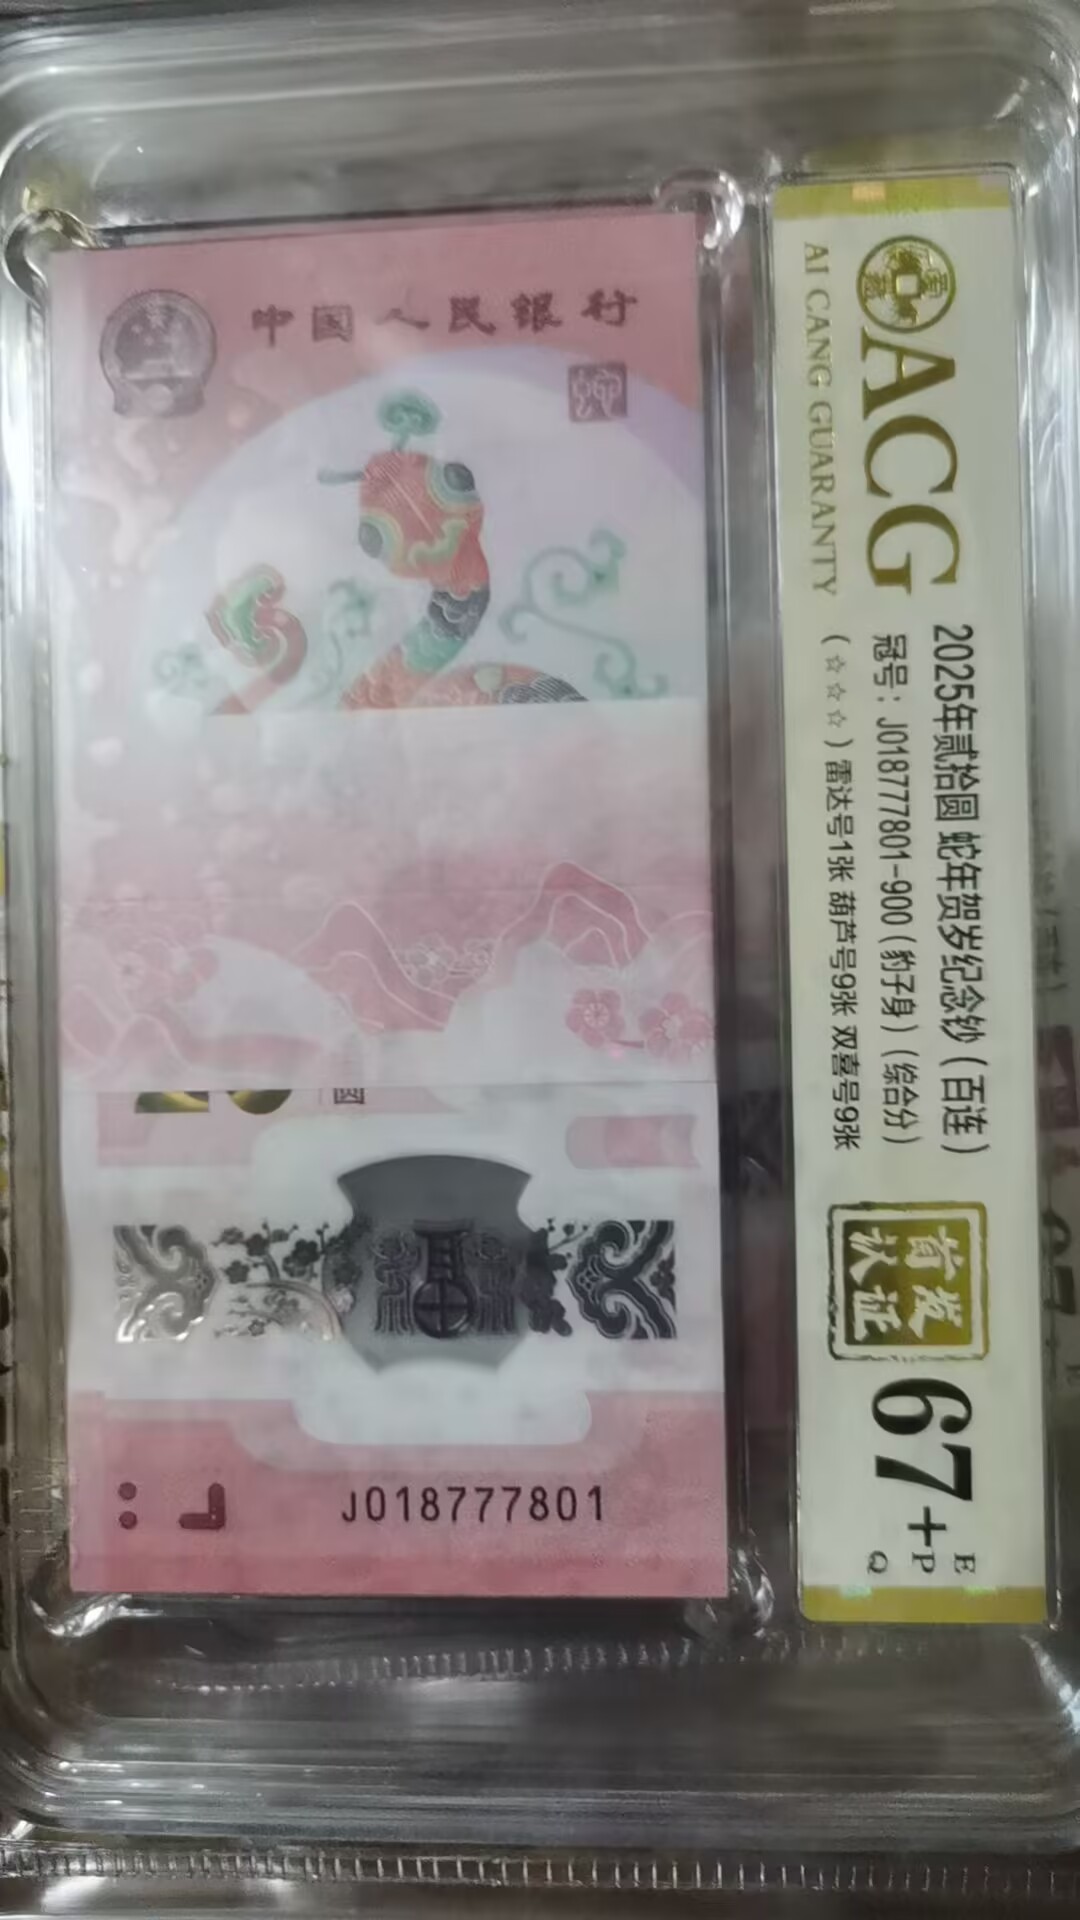 中国人民银行
蛇
圆
J018777801
ACG
AI CANG GUARANTY
2025年贰拾圆 蛇年贺岁纪念钞（百连）
冠号：J018777801-900（豹子身）（综合分）
（☆☆☆）雷达号1张 葫芦号9张 双喜号9张
首发
认证
67+
E
P
Q